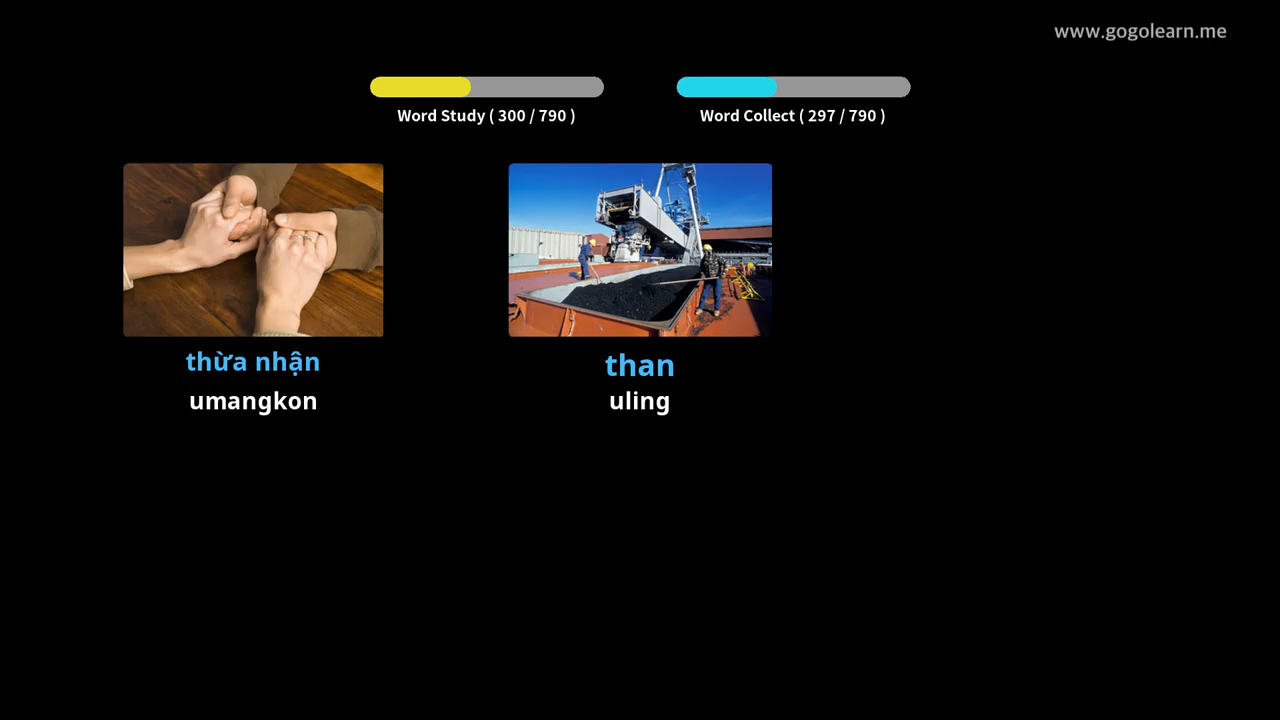 www.gogolearn.me
Word Study ( 300 / 790 )
Word Collect ( 297 / 790 )
thừa nhận
umangkon
than
uling